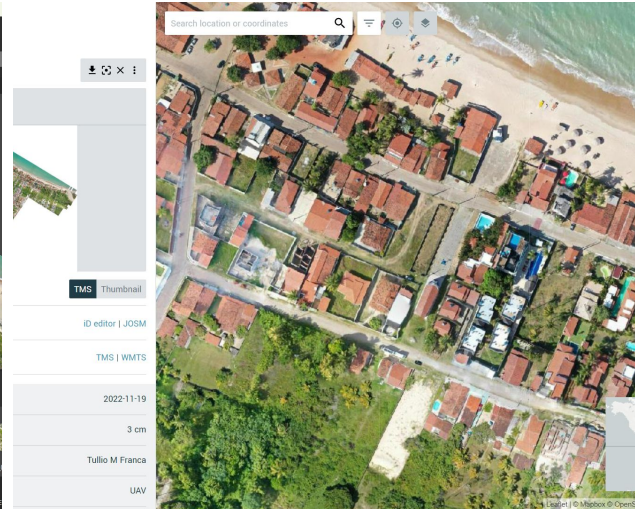 Search location or coordinates
TMS Thumbnail
iD editor | JOSM
TMS | WMTS
2022-11-19
3 cm
Tullio M Franca
UAV
Leaflet | © Mapbox © OpenS